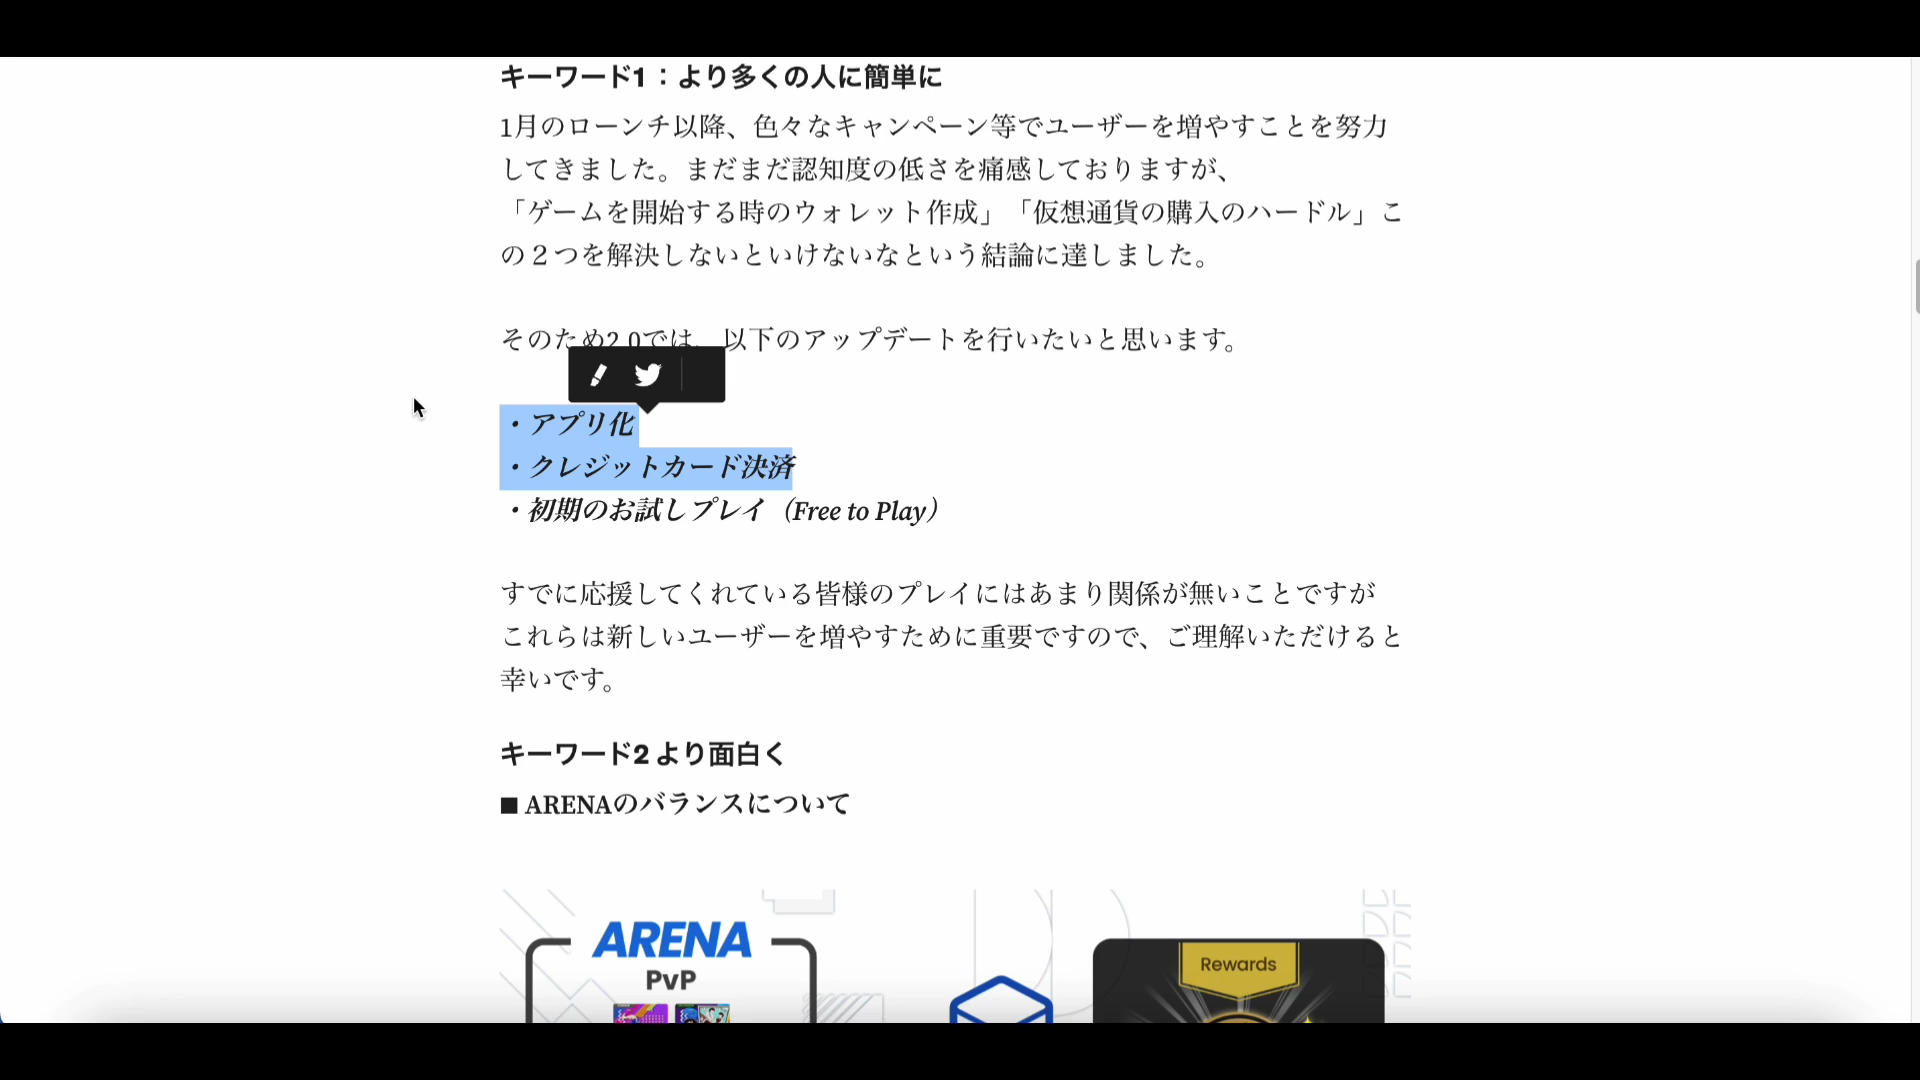 キーワード1：より多くの人に簡単に
1月のローンチ以降、色々なキャンペーン等でユーザーを増やすことを努力
してきました。まだまだ認知度の低さを痛感しておりますが、
「ゲームを開始する時のウォレット作成」「仮想通貨の購入のハードル」こ
の２つを解決しないといけないなという結論に達しました。
そのため2.0では、以下のアップデートを行いたいと思います。
・アプリ化
・クレジットカード決済
・初期のお試しプレイ（Free to Play）
すでに応援してくれている皆様のプレイにはあまり関係が無いことですが
これらは新しいユーザーを増やすために重要ですので、ご理解いただけると
幸いです。
キーワード2 より面白く
■ ARENAのバランスについて
ARENA
PvP
Rewards